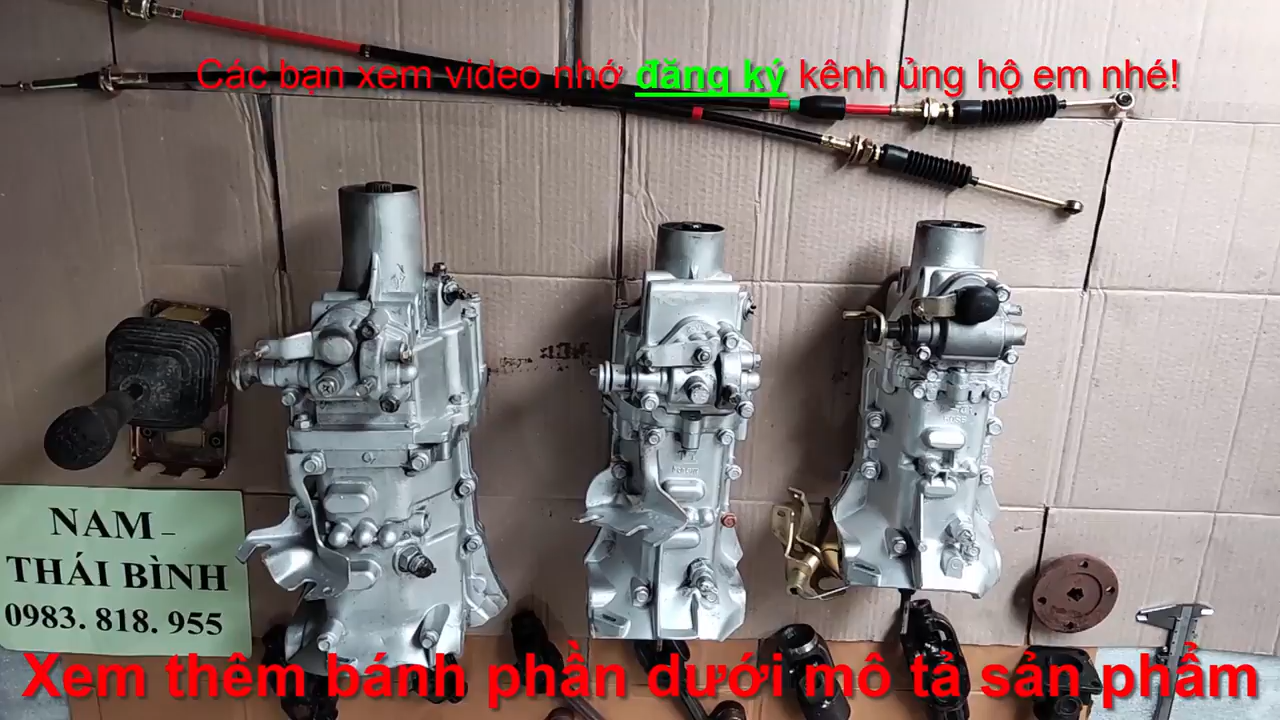 Các bạn xem video nhớ đăng ký kênh ủng hộ em nhé!
NAM –
THÁI BÌNH
0983. 818. 955
Xem thêm bánh phần dưới mô tả sản phẩm